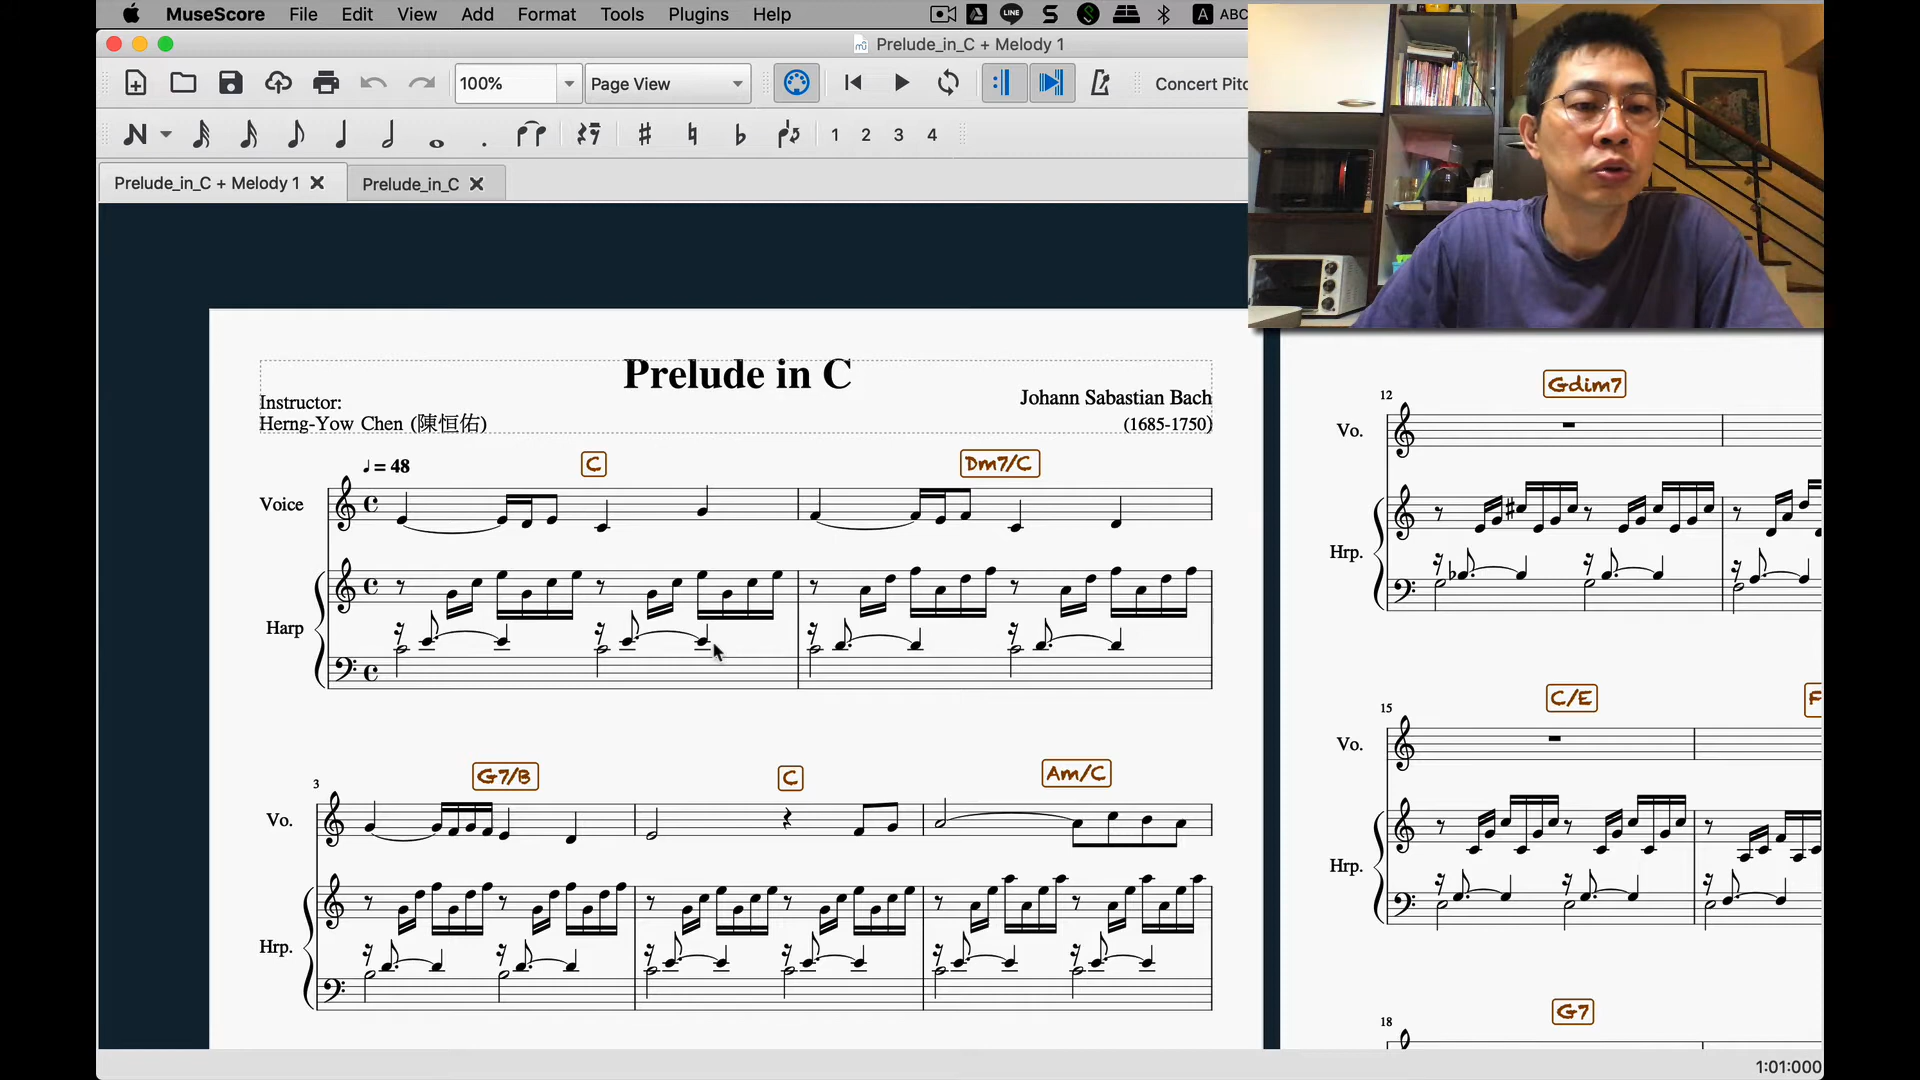 MuseScore File Edit View Add Format Tools Plugins Help LINE S A ABC
Prelude_in_C + Melody 1
100% Page View Concert Pitc
1 2 3 4
Prelude_in_C + Melody 1 Prelude_in_C
Prelude in C
Instructor:
Herng-Yow Chen (陳恒佑)
Johann Sabastian Bach
(1685-1750)
♩ = 48 C Dm7/C
Voice
Harp
3 G7/B C Am/C
Vo.
Hrp.
12 Gdim7
Vo.
Hrp.
15 C/E F
Vo.
Hrp.
18 G7
1:01:000